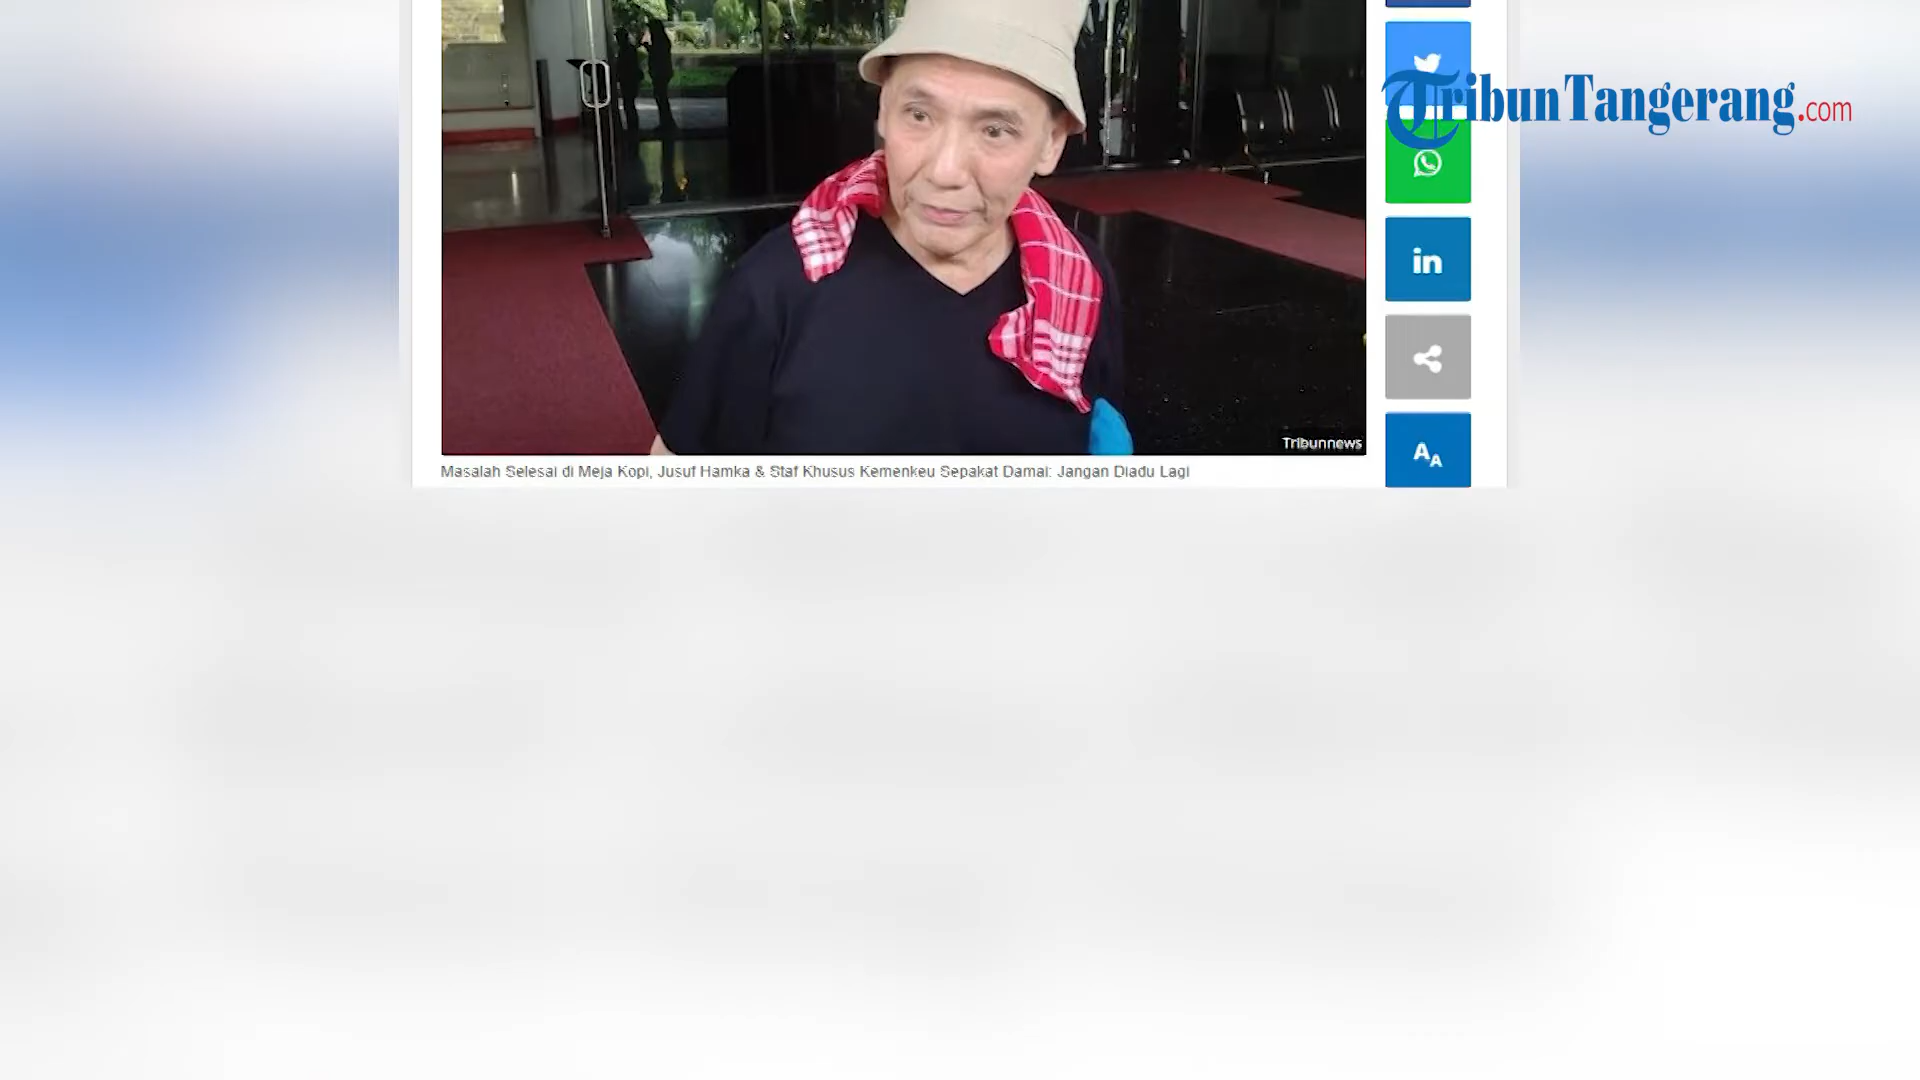 TribunTangerang.com
in
Tribunnews
AA
Masalah Selesai di Meja Kopi, Jusuf Hamka & Staf Khusus Kemenkeu Sepakat Damai: Jangan Diadu Lagi